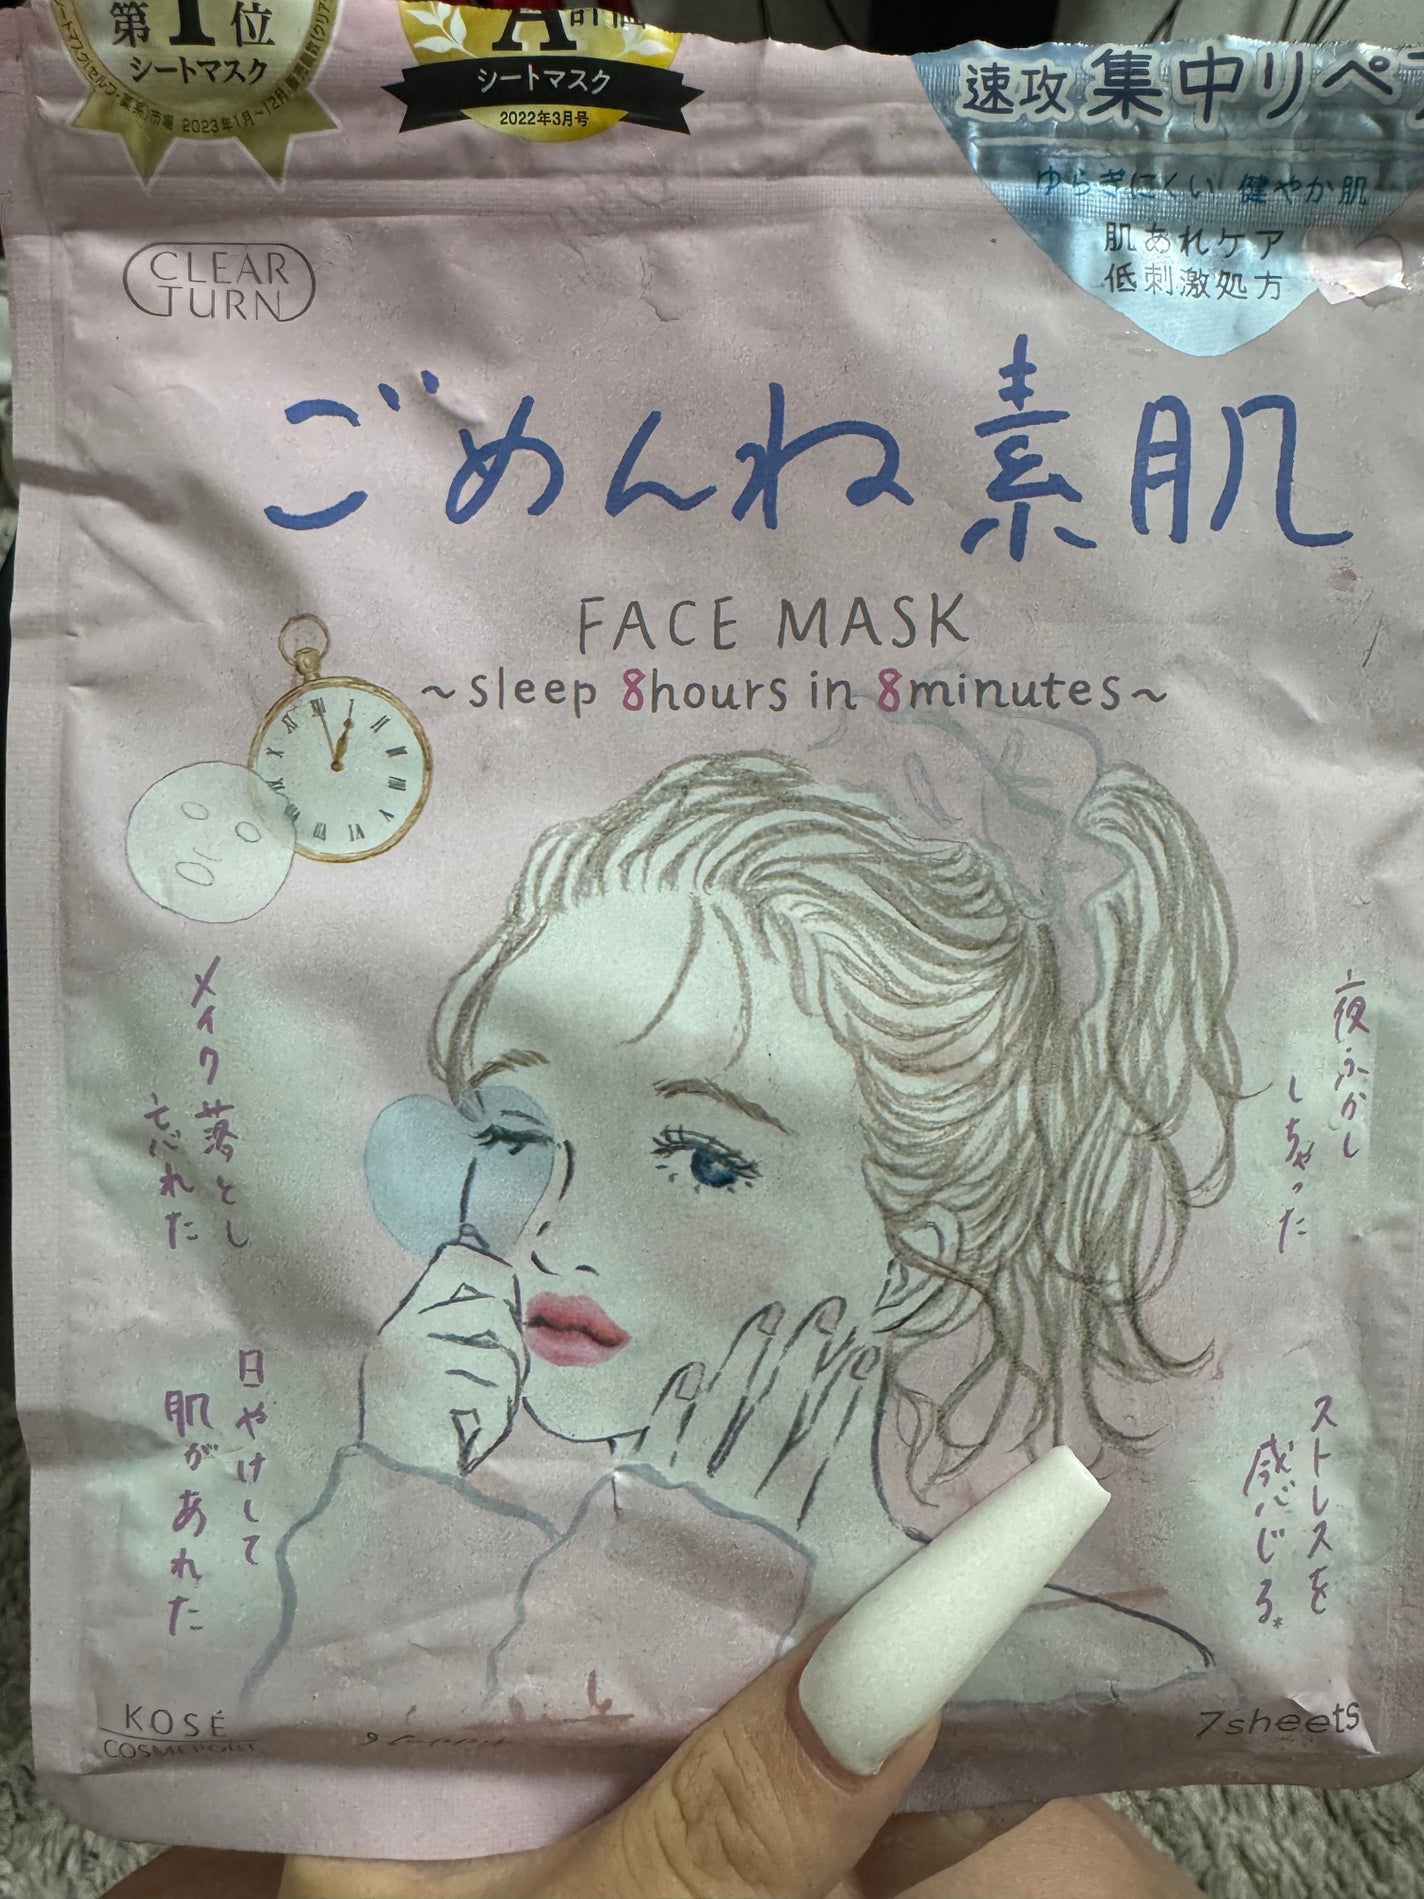 第1位
シートマスク
2023年1月~12月
シートマスク
2022年3月号
速攻 集中リペ
ゆらぎにくい 健やか肌
肌あれケア
低刺激処方
CLEAR
TURN
ごめんね素肌
FACE MASK
~sleep 8hours in 8minutes~
メイク落とし
忘れた
夜ふかし
しちゃった
日やけして
肌があれた
ストレスを
感じる*
KOSÉ
COSMEPORT
7sheets